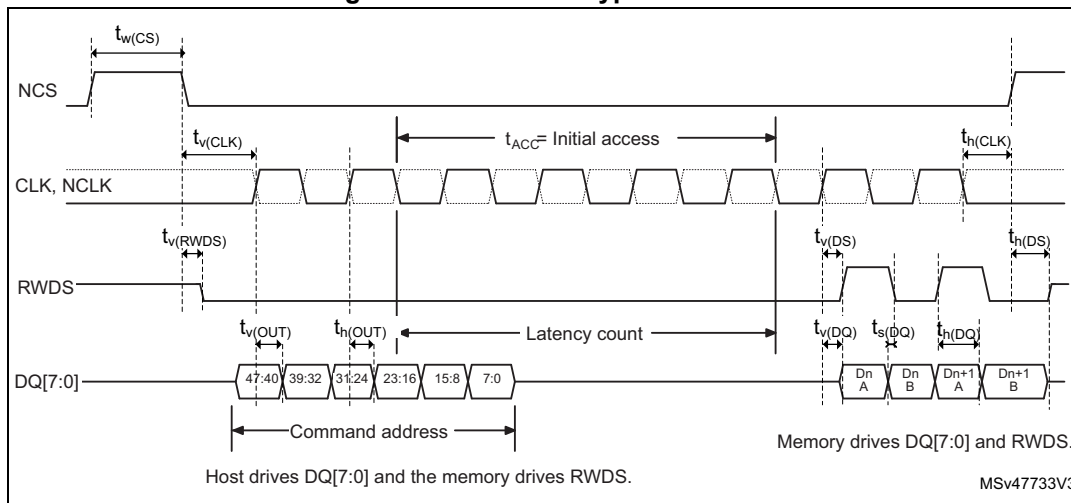 tw(CS)
NCS
tv(CLK)
tACC= Initial access
th(CLK)
CLK, NCLK
tv(RWDS)
tv(DS)
th(DS)
RWDS
tv(OUT)
th(OUT)
Latency count
tv(DQ)
ts(DQ)
th(DQ)
DQ[7:0]
47:40 39:32 31:24 23:16 15:8 7:0
Dn A
Dn B
Dn+1 A
Dn+1 B
Command address
Memory drives DQ[7:0] and RWDS.
Host drives DQ[7:0] and the memory drives RWDS.
MSv47733V3